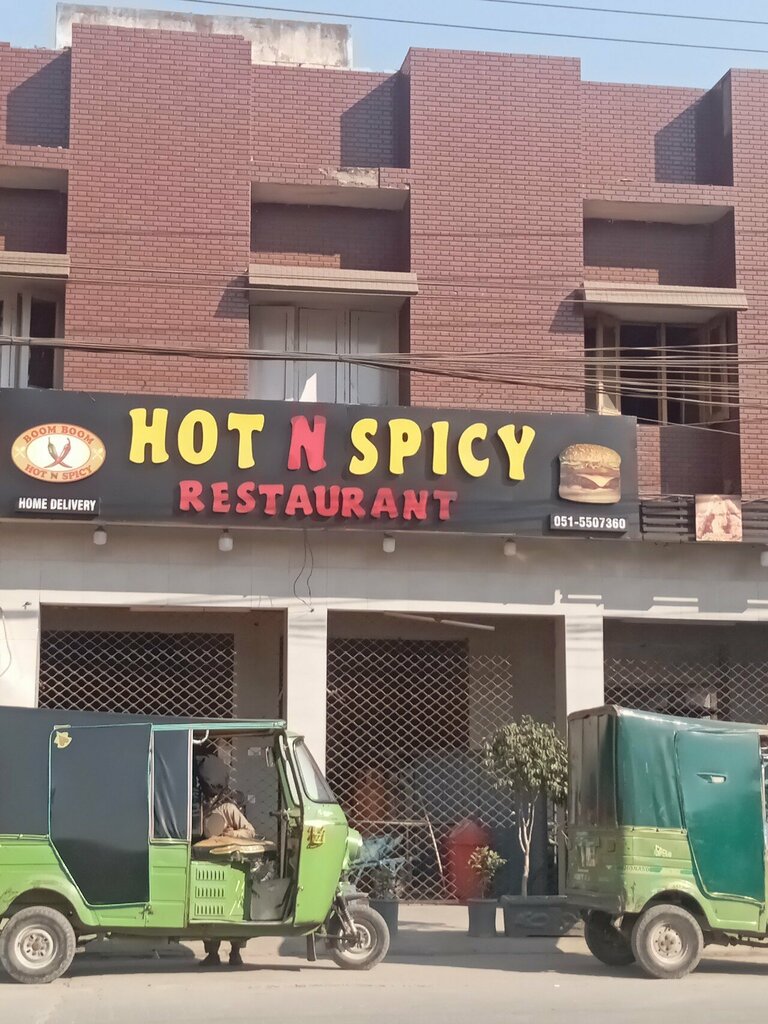 BOOM BOOM
HOT N SPICY
HOME DELIVERY
HOT N SPICY
RESTAURANT
051-5507360